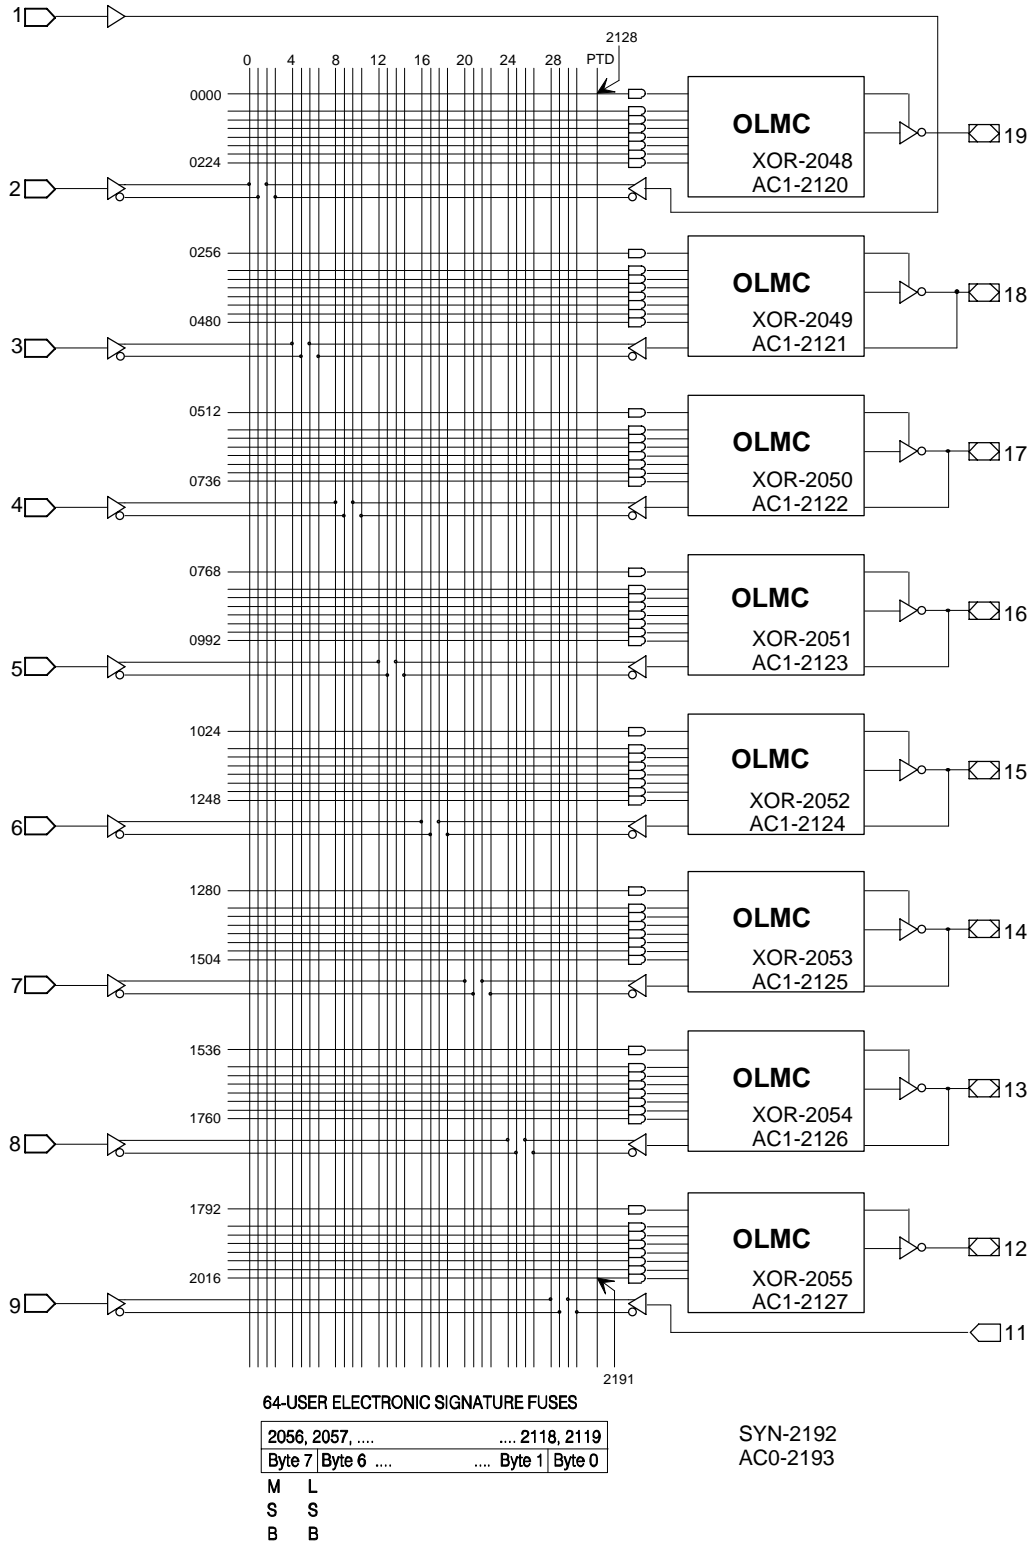 1
2128
0 4 8 12 16 20 24 28 PTD
0000
OLMC
XOR-2048
AC1-2120
19
0224
2
0256
OLMC
XOR-2049
AC1-2121
18
0480
3
0512
OLMC
XOR-2050
AC1-2122
17
0736
4
0768
OLMC
XOR-2051
AC1-2123
16
0992
5
1024
OLMC
XOR-2052
AC1-2124
15
1248
6
1280
OLMC
XOR-2053
AC1-2125
14
1504
7
1536
OLMC
XOR-2054
AC1-2126
13
1760
8
1792
OLMC
XOR-2055
AC1-2127
12
2016
9
11
2191
64-USER ELECTRONIC SIGNATURE FUSES
2056, 2057, .... .... 2118, 2119
Byte 7 Byte 6 .... .... Byte 1 Byte 0
M L
S S
B B
SYN-2192
AC0-2193